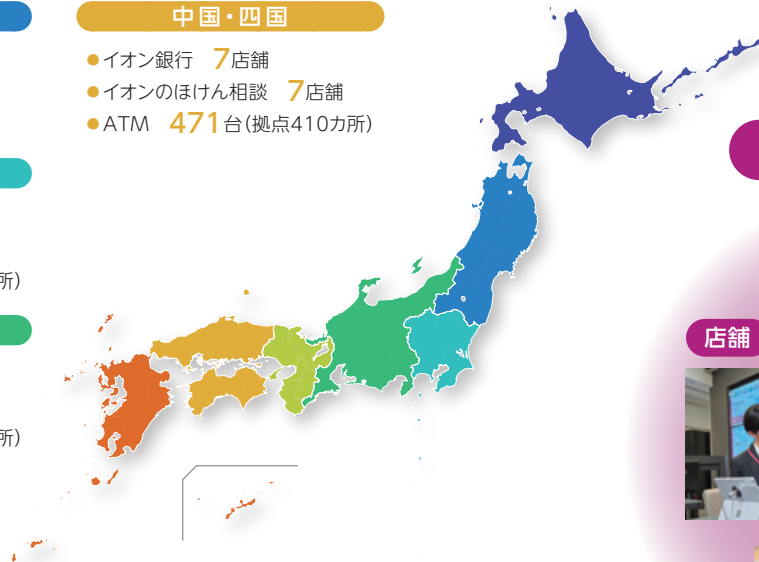 中国・四国
●イオン銀行 7店舗
●イオンのほけん相談 7店舗
●ATM 471台(拠点410カ所)
所)
所)
店舗